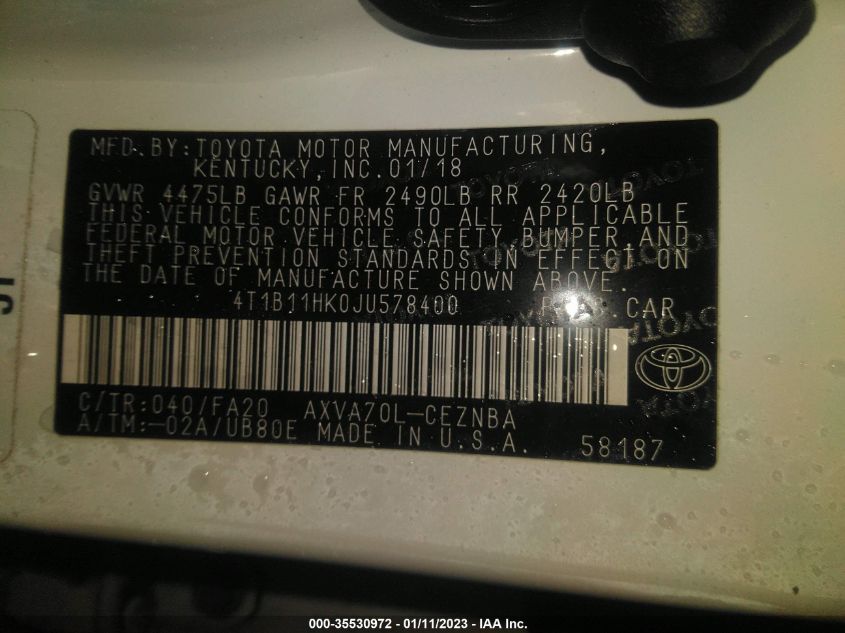 MFD. BY: TOYOTA MOTOR MANUFACTURING,
KENTUCKY, INC. 01/18
GVWR 4475LB GAWR FR 2490LB RR 2420LB
THIS VEHICLE CONFORMS TO ALL APPLICABLE
FEDERAL MOTOR VEHICLE SAFETY, BUMPER, AND
THEFT PREVENTION STANDARDS IN EFFECT ON
THE DATE OF MANUFACTURE SHOWN ABOVE.
4T1B11HK0JU578400 CAR
C/TR:040/FA20 AXVA70L-CEZNBA
A/TM:-02A/UB80E MADE IN U.S.A. 58187
TOYOTA
000-35530972 - 01/11/2023 - IAA Inc.